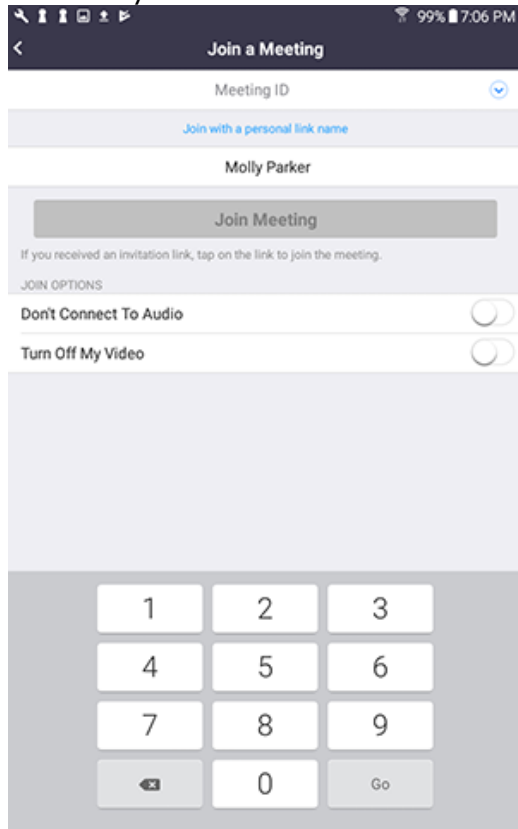 99% 7:06 PM
Join a Meeting
Meeting ID
Join with a personal link name
Molly Parker
Join Meeting
If you received an invitation link, tap on the link to join the meeting.
JOIN OPTIONS
Don't Connect To Audio
Turn Off My Video
1 2 3
4 5 6
7 8 9
0 Go